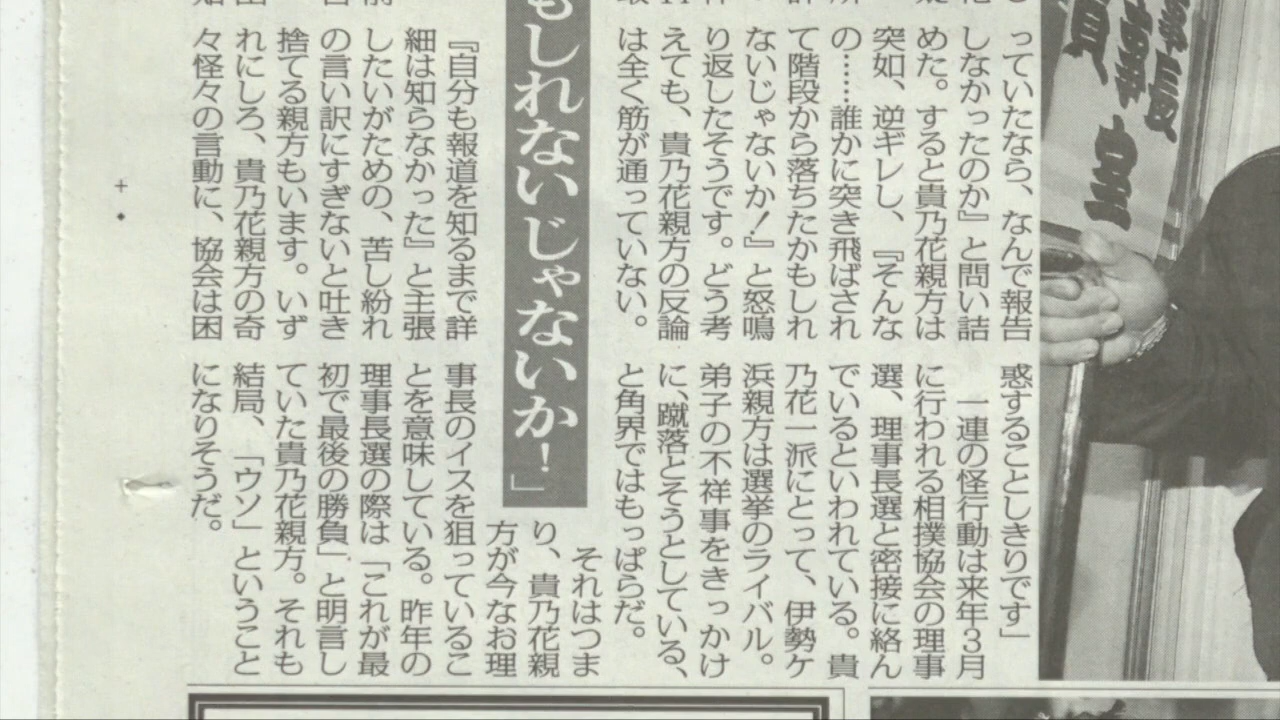 っていたなら、なんで報告
しなかったのか』と問い詰
めた。すると貴乃花親方は
突如、逆ギレし、『そんな
の……誰かに突き飛ばされ
て階段から落ちたかもしれ
ないじゃないか！』と怒鳴
り返したそうです。どう考
えても、貴乃花親方の反論
は全く筋が通っていない。
もしれないじゃないか！」
『自分も報道を知るまで詳
細は知らなかった』と主張
したいがための、苦し紛れ
の言い訳にすぎないと吐き
捨てる親方もいます。いず
れにしろ、貴乃花親方の奇
々怪々の言動に、協会は困
惑することしきりです」
一連の怪行動は来年3月
に行われる相撲協会の理事
選、理事長選と密接に絡ん
でいるといわれている。貴
乃花一派にとって、伊勢ケ
浜親方は選挙のライバル。
弟子の不祥事をきっかけ
に、蹴落とそうとしている、
と角界ではもっぱらだ。
それはつま
り、貴乃花親
方が今なお理
事長のイスを狙っているこ
とを意味している。昨年の
理事長選の際は「これが最
初で最後の勝負」と明言し
ていた貴乃花親方。それも
結局、「ウソ」ということ
になりそうだ。